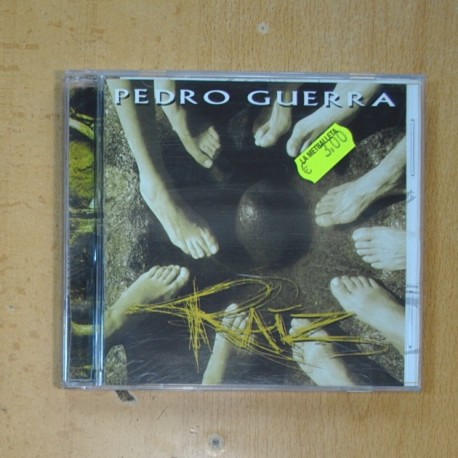 PEDRO GUERRA
LA METRALLETA
€ 3,00
RAIZ